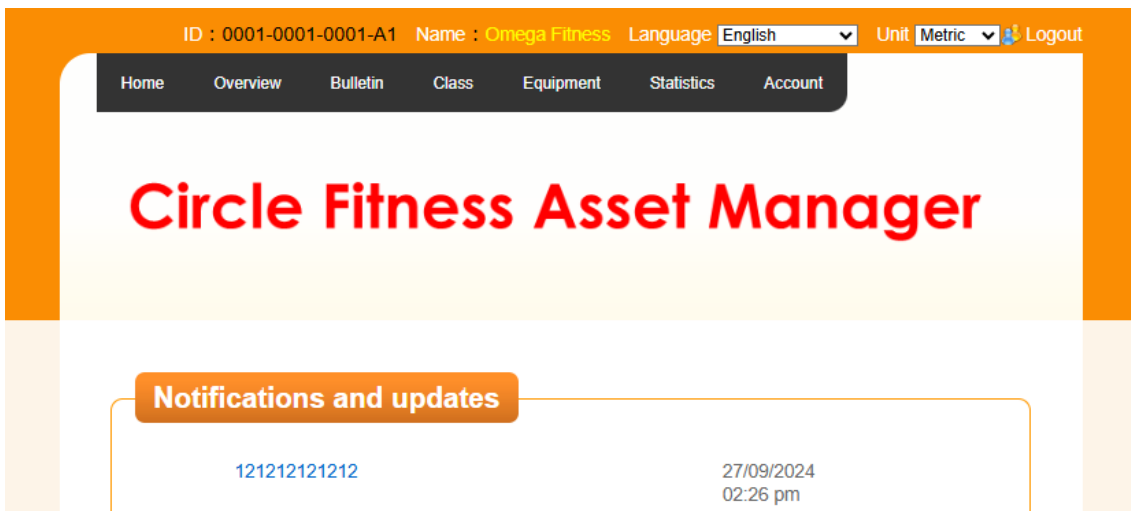 ID : 0001-0001-0001-A1 Name : Omega Fitness Language English Unit Metric Logout
Home Overview Bulletin Class Equipment Statistics Account
Circle Fitness Asset Manager
Notifications and updates
121212121212 27/09/2024
02:26 pm